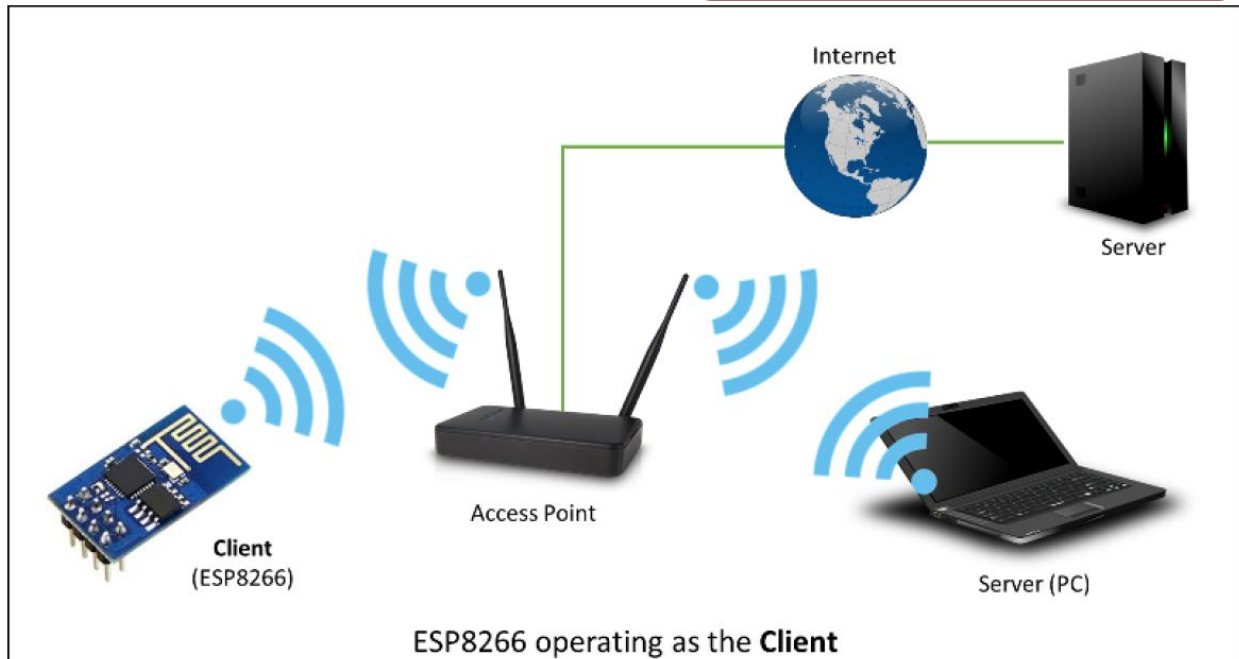 Internet
Server
Access Point
Client
(ESP8266)
Server (PC)
ESP8266 operating as the Client